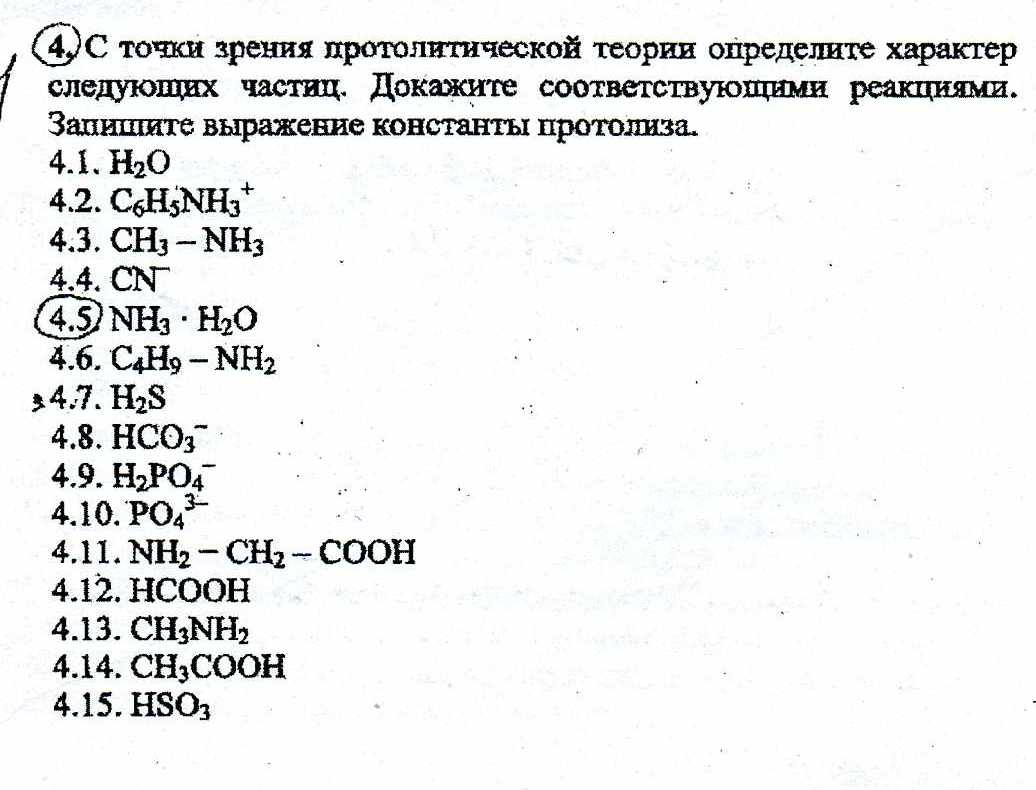 4. С точки зрения протолитической теории определите характер
следующих частиц. Докажите соответствующими реакциями.
Запишите выражение константы протолиза.
4.1. H₂O
4.2. C₆H₅NH₃⁺
4.3. CH₃ – NH₃
4.4. CN⁻
4.5. NH₃ · H₂O
4.6. C₄H₉ – NH₂
4.7. H₂S
4.8. HCO₃⁻
4.9. H₂PO₄⁻
4.10. PO₄³⁻
4.11. NH₂ – CH₂ – COOH
4.12. HCOOH
4.13. CH₃NH₂
4.14. CH₃COOH
4.15. HSO₃